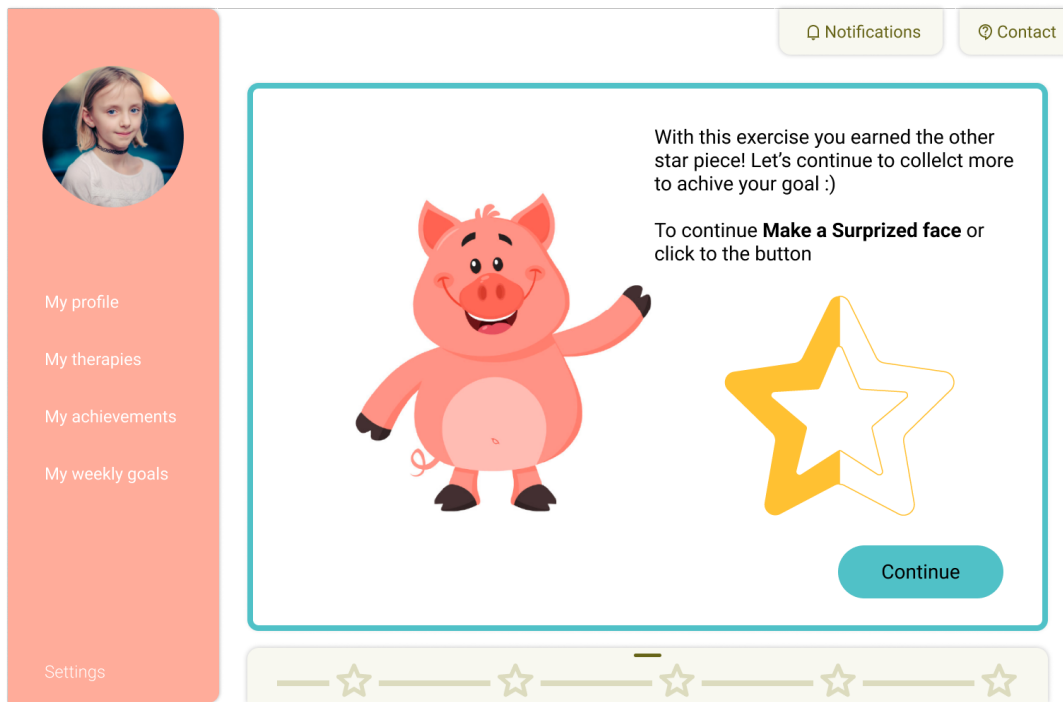 Notifications
Contact
With this exercise you earned the other
star piece! Let's continue to collelct more
to achive your goal :)
To continue Make a Surprized face or
click to the button
My profile
My therapies
My achievements
My weekly goals
Continue
Settings